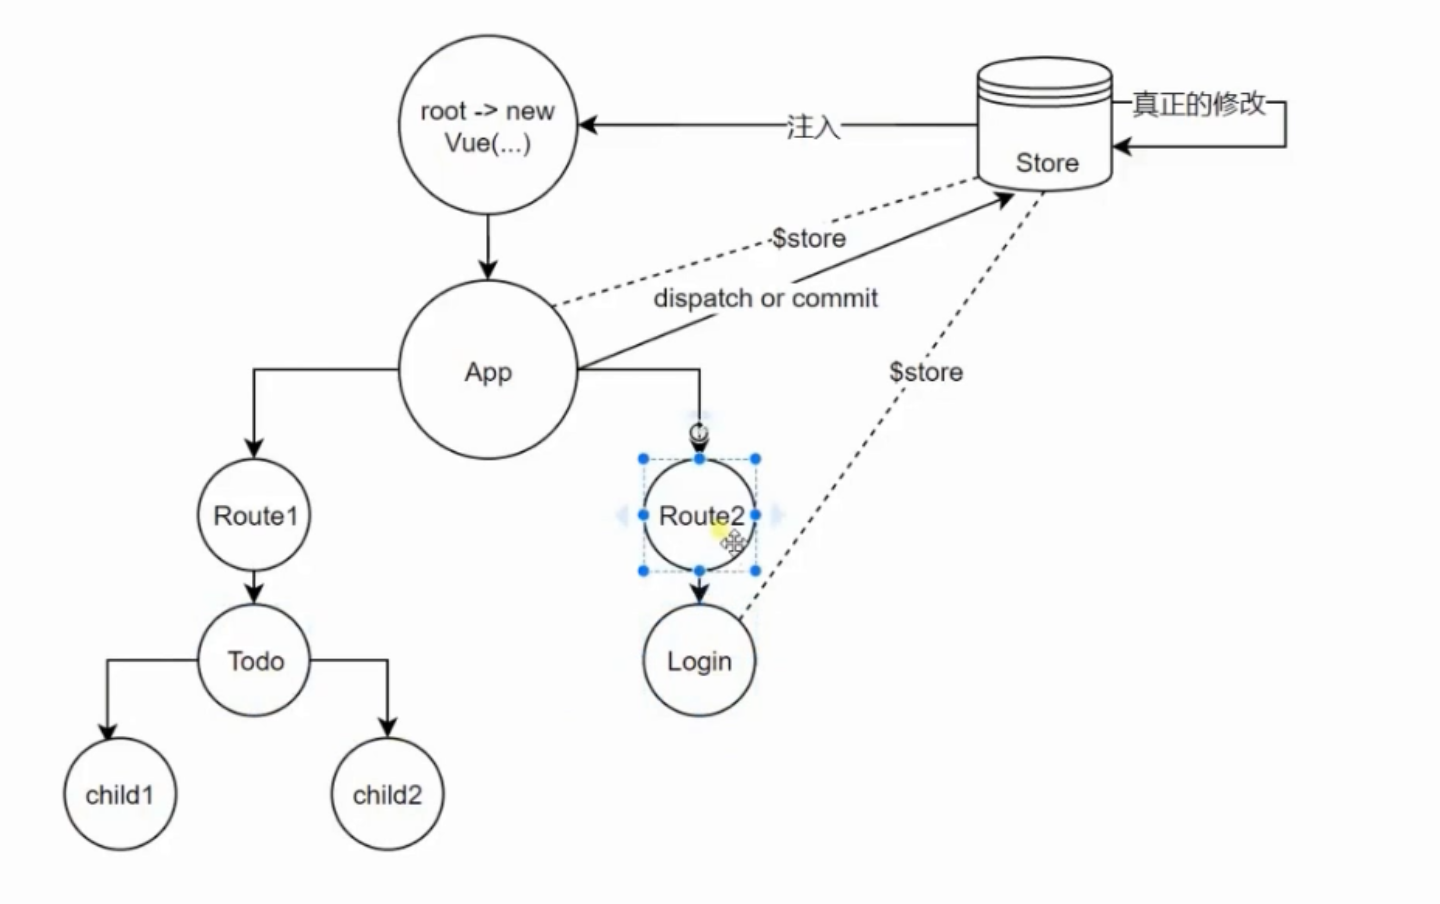 root -> new
Vue(...)
注入
真正的修改
Store
$store
dispatch or commit
App
$store
Route1
Route2
Todo
Login
child1
child2